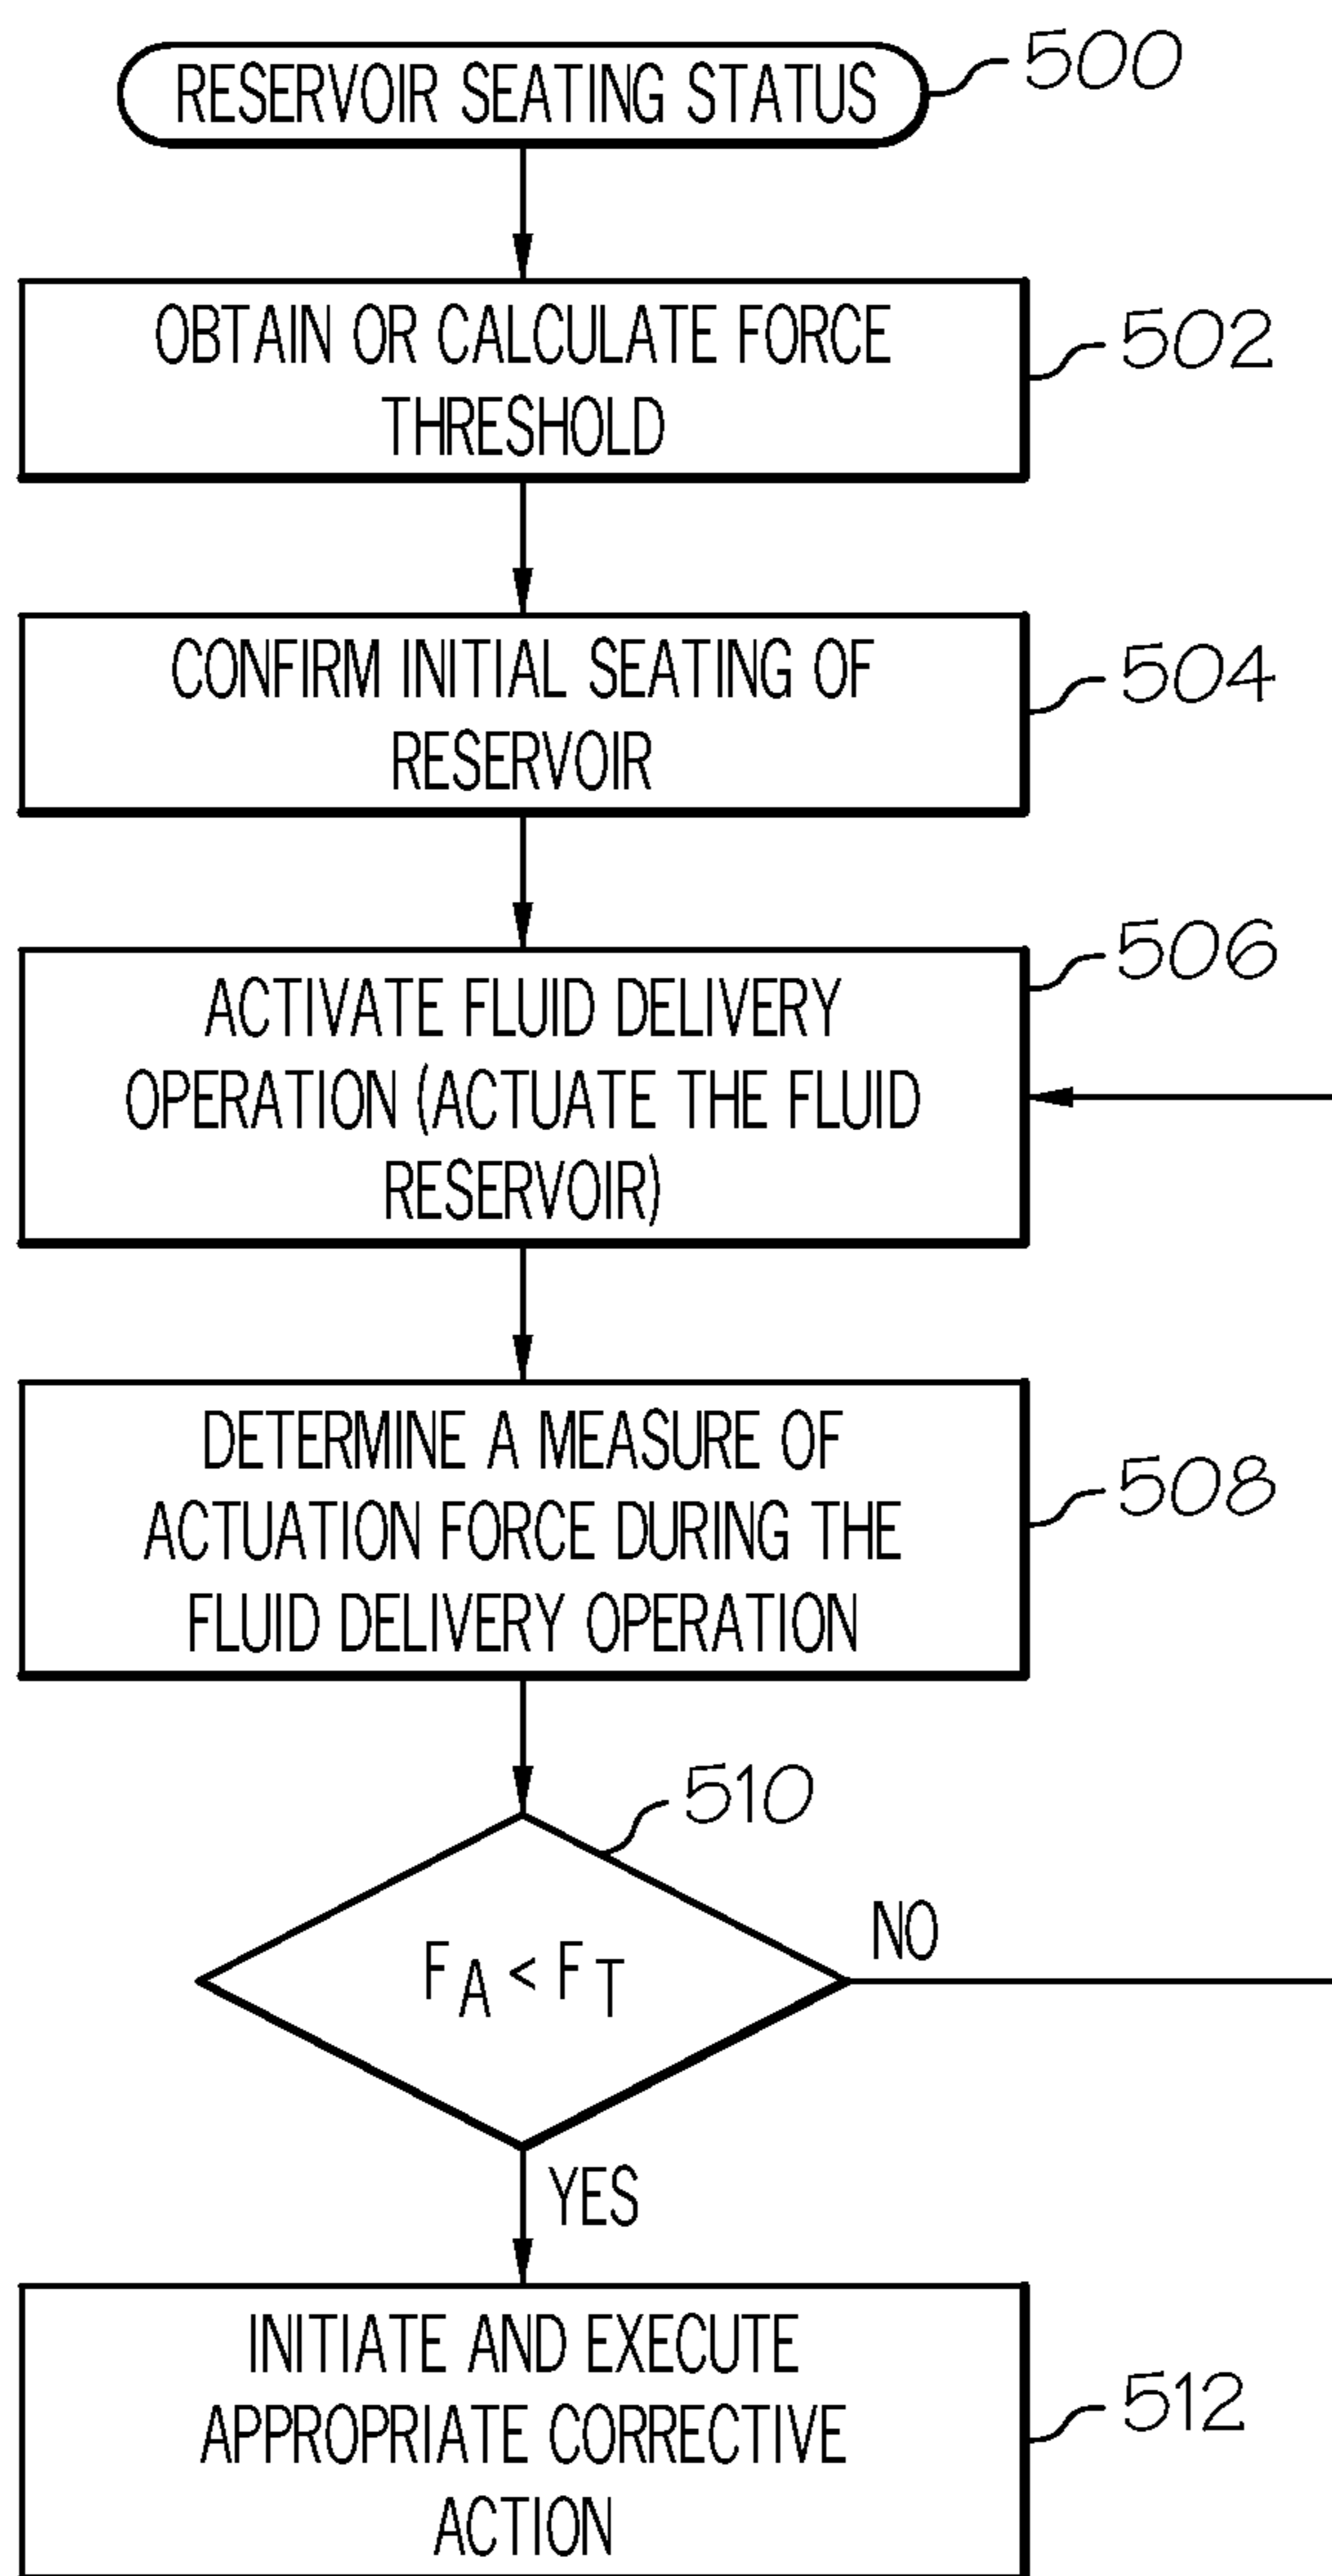 RESERVOIR SEATING STATUS
500
OBTAIN OR CALCULATE FORCE
THRESHOLD
502
CONFIRM INITIAL SEATING OF
RESERVOIR
504
ACTIVATE FLUID DELIVERY
OPERATION (ACTUATE THE FLUID
RESERVOIR)
506
DETERMINE A MEASURE OF
ACTUATION FORCE DURING THE
FLUID DELIVERY OPERATION
508
510
F A < F T
NO
YES
INITIATE AND EXECUTE
APPROPRIATE CORRECTIVE
ACTION
512